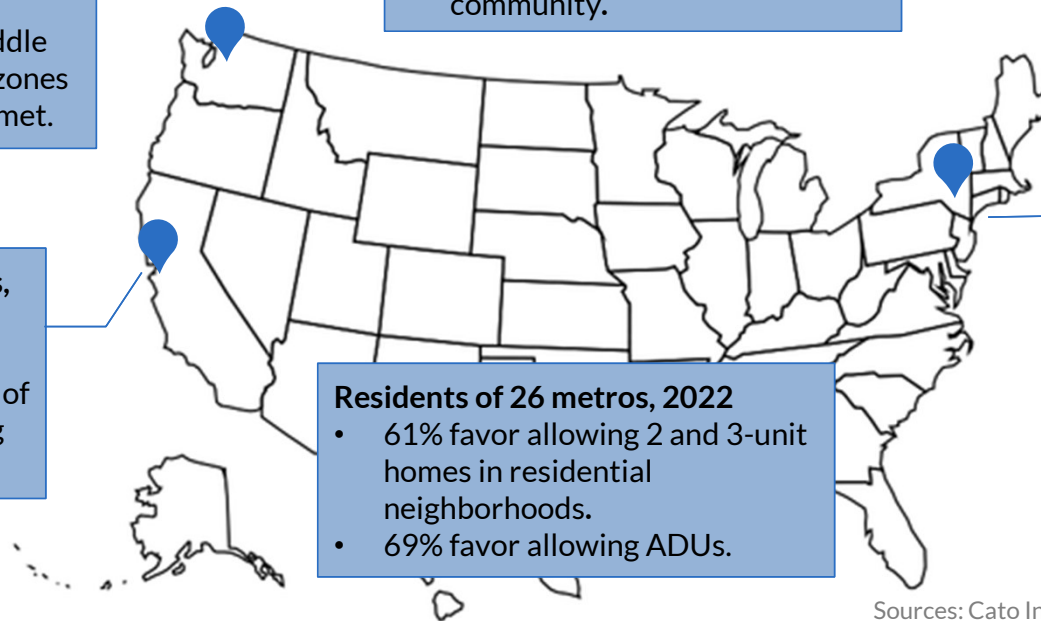 community.
ddle
zones
met.
s,
of
g
Residents of 26 metros, 2022
• 61% favor allowing 2 and 3-unit
homes in residential
neighborhoods.
• 69% favor allowing ADUs.
Sources: Cato In